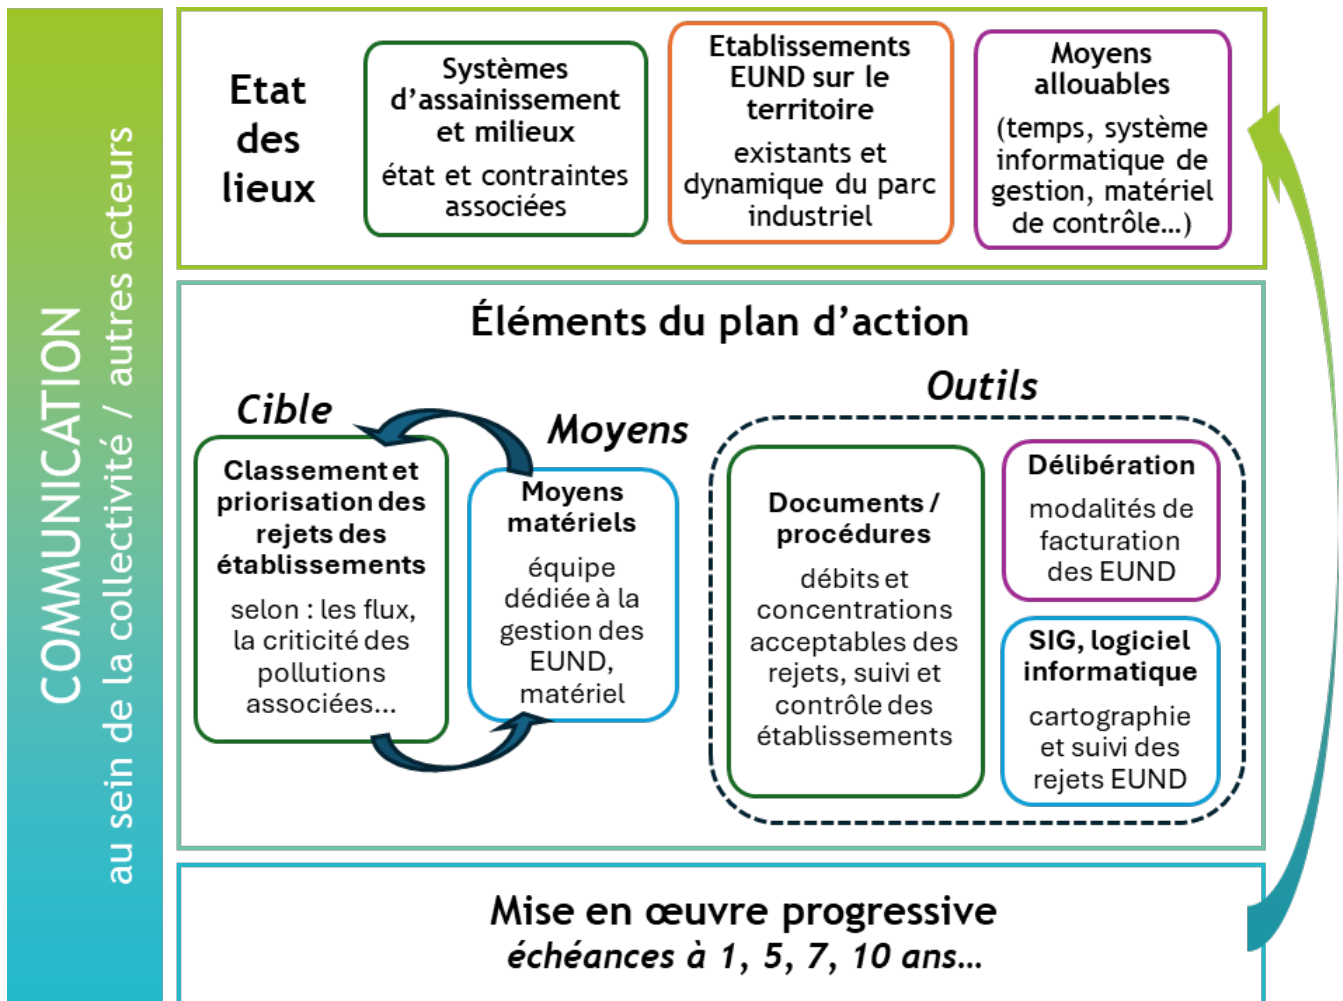 COMMUNICATION
au sein de la collectivité / autres acteurs
Etat
des
lieux
Systèmes
d’assainissement
et milieux
état et contraintes
associées
Etablissements
EUND sur le
territoire
existants et
dynamique du parc
industriel
Moyens
allouables
(temps, système
informatique de
gestion, matériel
de contrôle…)
Éléments du plan d’action
Cible
Classement et
priorisation des
rejets des
établissements
selon : les flux,
la criticité des
pollutions
associées...
Moyens
Moyens
matériels
équipe
dédiée à la
gestion des
EUND,
matériel
Outils
Documents /
procédures
débits et
concentrations
acceptables des
rejets, suivi et
contrôle des
établissements
Délibération
modalités de
facturation
des EUND
SIG, logiciel
informatique
cartographie
et suivi des
rejets EUND
Mise en œuvre progressive
échéances à 1, 5, 7, 10 ans…